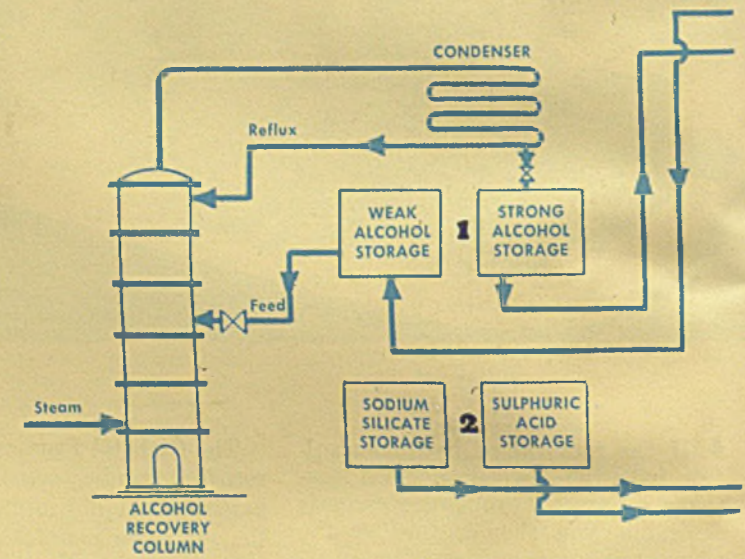 CONDENSER
Reflux
WEAK
ALCOHOL
STORAGE
1
STRONG
ALCOHOL
STORAGE
Feed
Steam
SODIUM
SILICATE
STORAGE
2
SULPHURIC
ACID
STORAGE
ALCOHOL
RECOVERY
COLUMN